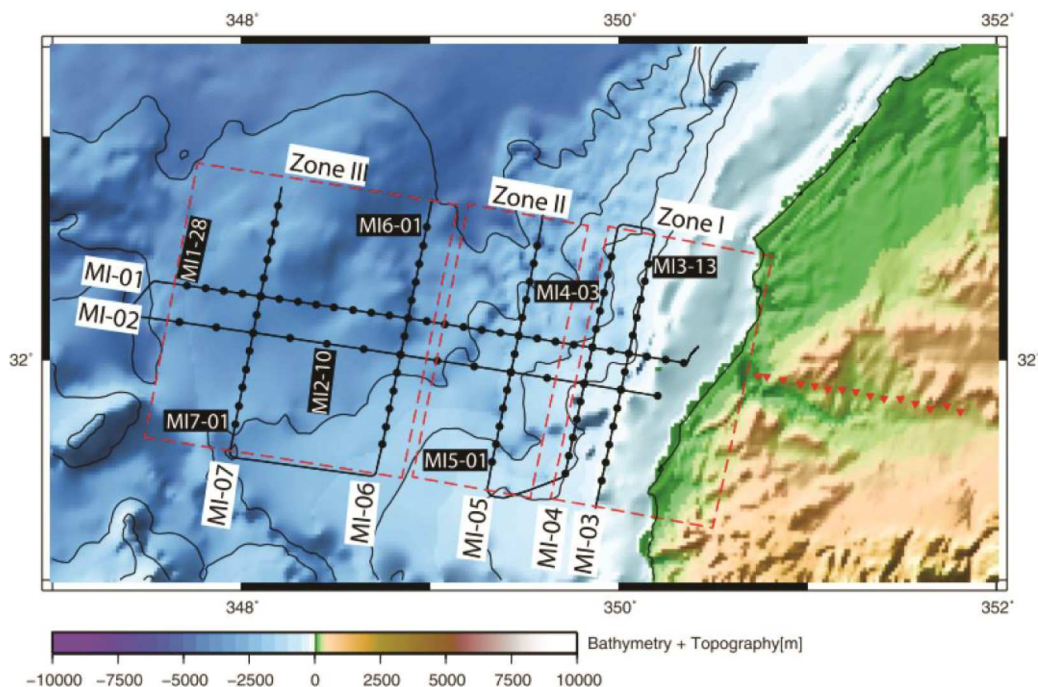 348°
350°
352°
Zone III
Zone II
Zone I
MI6-01
MI1-28
MI3-13
MI-01
MI4-03
MI-02
32°
32°
MI2-10
MI7-01
MI5-01
MI-07
MI-06
MI-05
MI-04
MI-03
348°
350°
352°
Bathymetry + Topography[m]
−10000 −7500 −5000 −2500 0 2500 5000 7500 10000